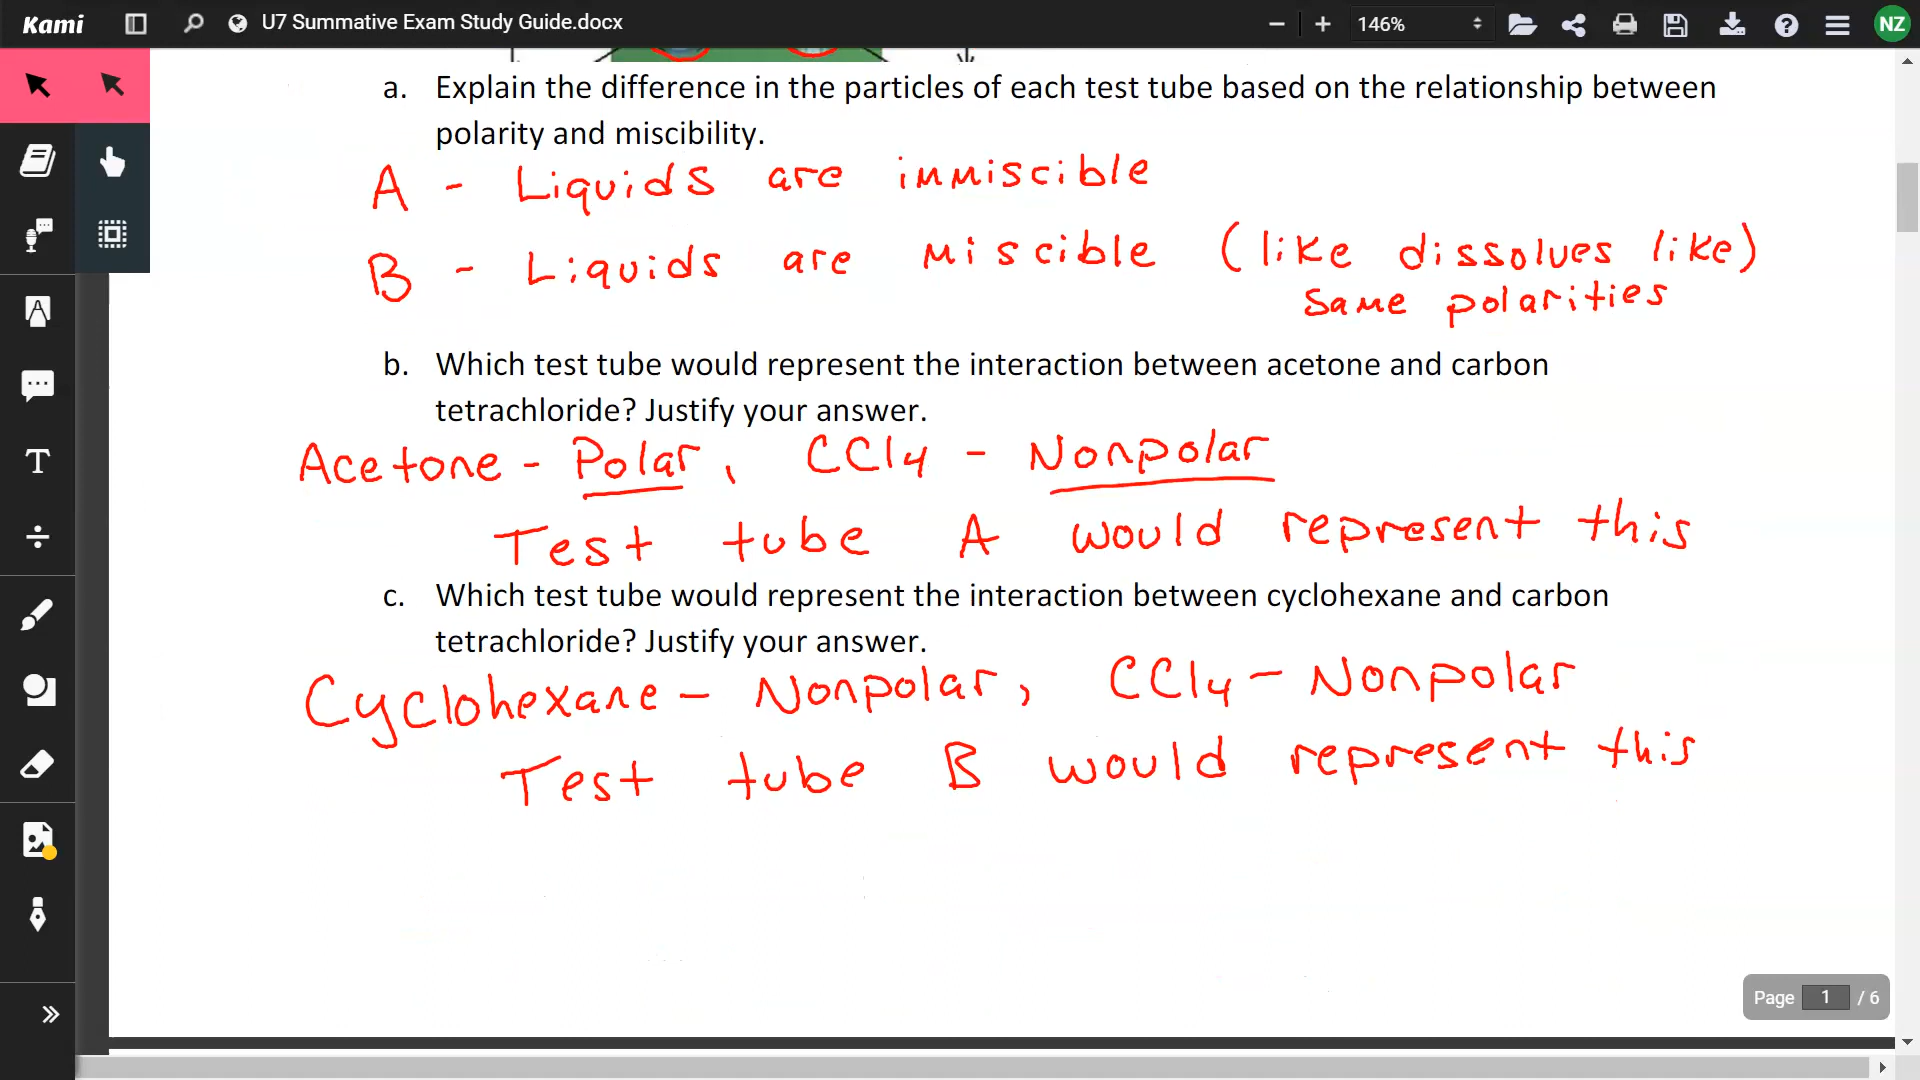 Kami
U7 Summative Exam Study Guide.docx
146%
NZ
a. Explain the difference in the particles of each test tube based on the relationship between
polarity and miscibility.
A - Liquids are immiscible
B - Liquids are miscible (like dissolves like)
same polarities
b. Which test tube would represent the interaction between acetone and carbon
tetrachloride? Justify your answer.
Acetone - Polar, CCl4 - Nonpolar
Test tube A would represent this
c. Which test tube would represent the interaction between cyclohexane and carbon
tetrachloride? Justify your answer.
Cyclohexane - Nonpolar, CCl4 - Nonpolar
Test tube B would represent this
Page 1 / 6